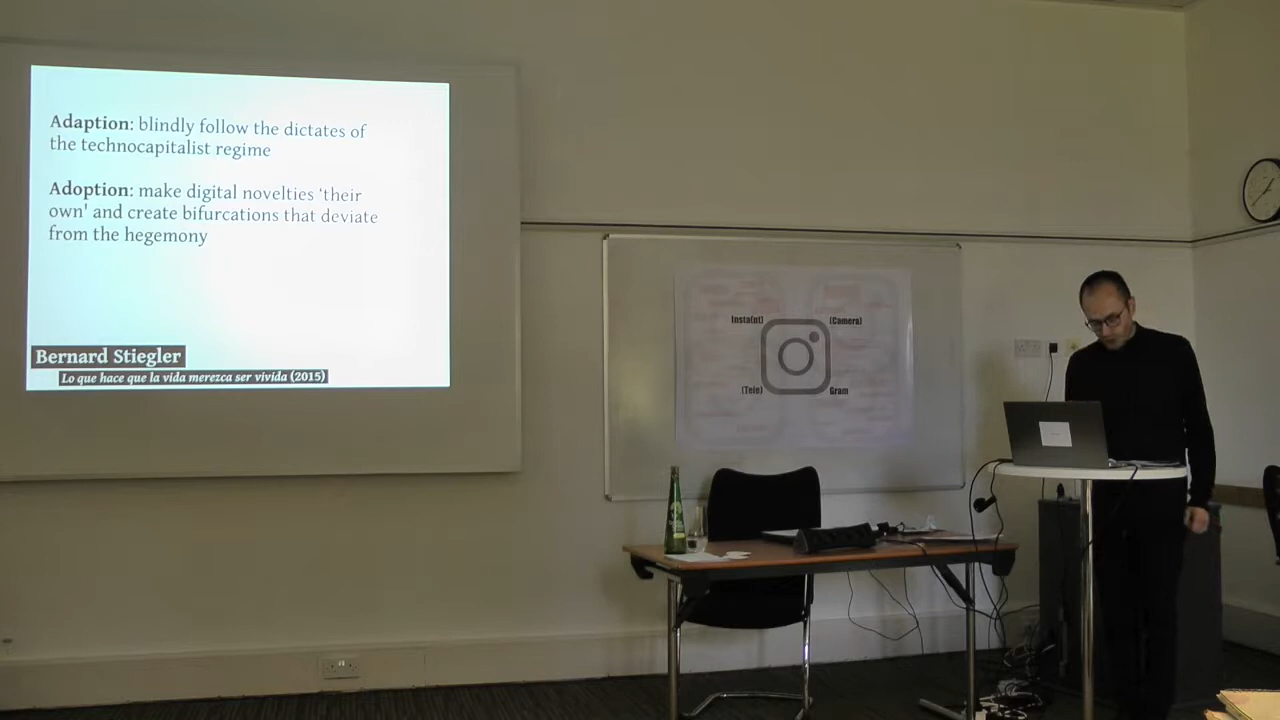 Adaption: blindly follow the dictates of
the technocapitalist regime
Adoption: make digital novelties 'their
own' and create bifurcations that deviate
from the hegemony
Bernard Stiegler
Lo que hace que la vida merezca ser vivida (2015)
Insta(nt)
(Camera)
(Tele)
Gram